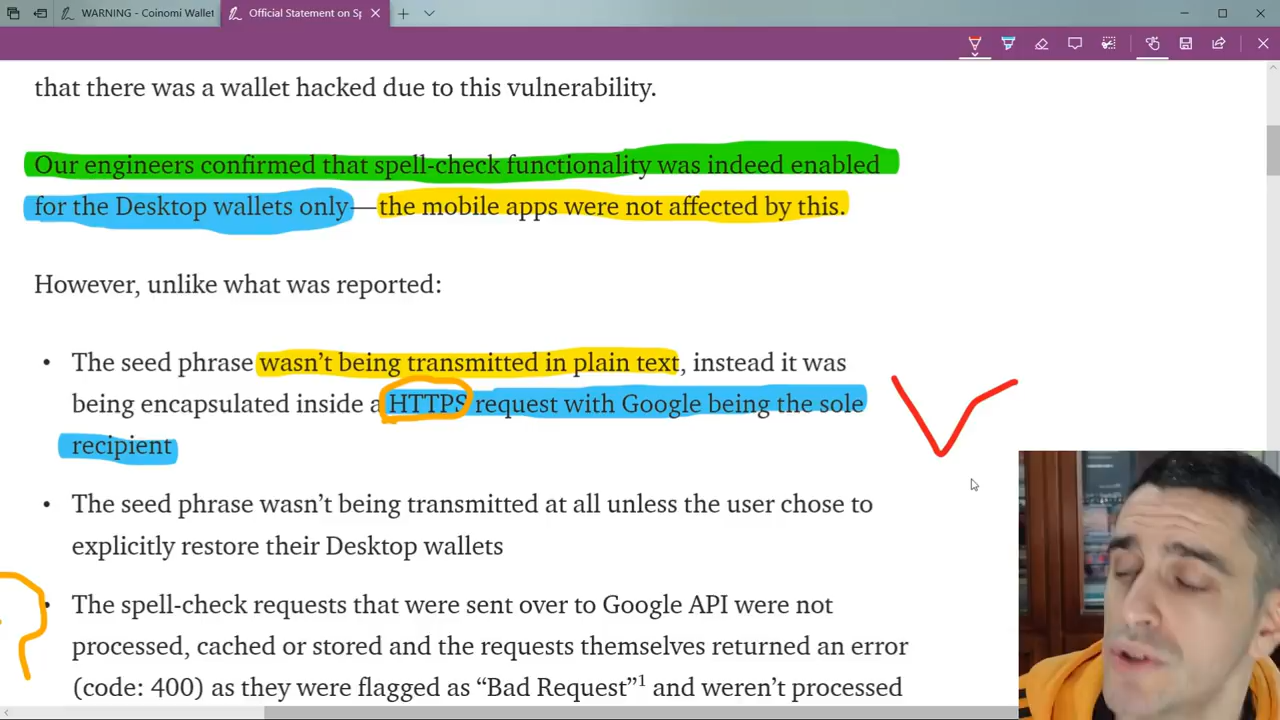 WARNING - Coinomi Wallet
Official Statement on Sp
that there was a wallet hacked due to this vulnerability.
Our engineers confirmed that spell-check functionality was indeed enabled
for the Desktop wallets only—the mobile apps were not affected by this.
However, unlike what was reported:
• The seed phrase wasn’t being transmitted in plain text, instead it was
being encapsulated inside a HTTPS request with Google being the sole
recipient
• The seed phrase wasn’t being transmitted at all unless the user chose to
explicitly restore their Desktop wallets
• The spell-check requests that were sent over to Google API were not
processed, cached or stored and the requests themselves returned an error
(code: 400) as they were flagged as “Bad Request”1 and weren’t processed